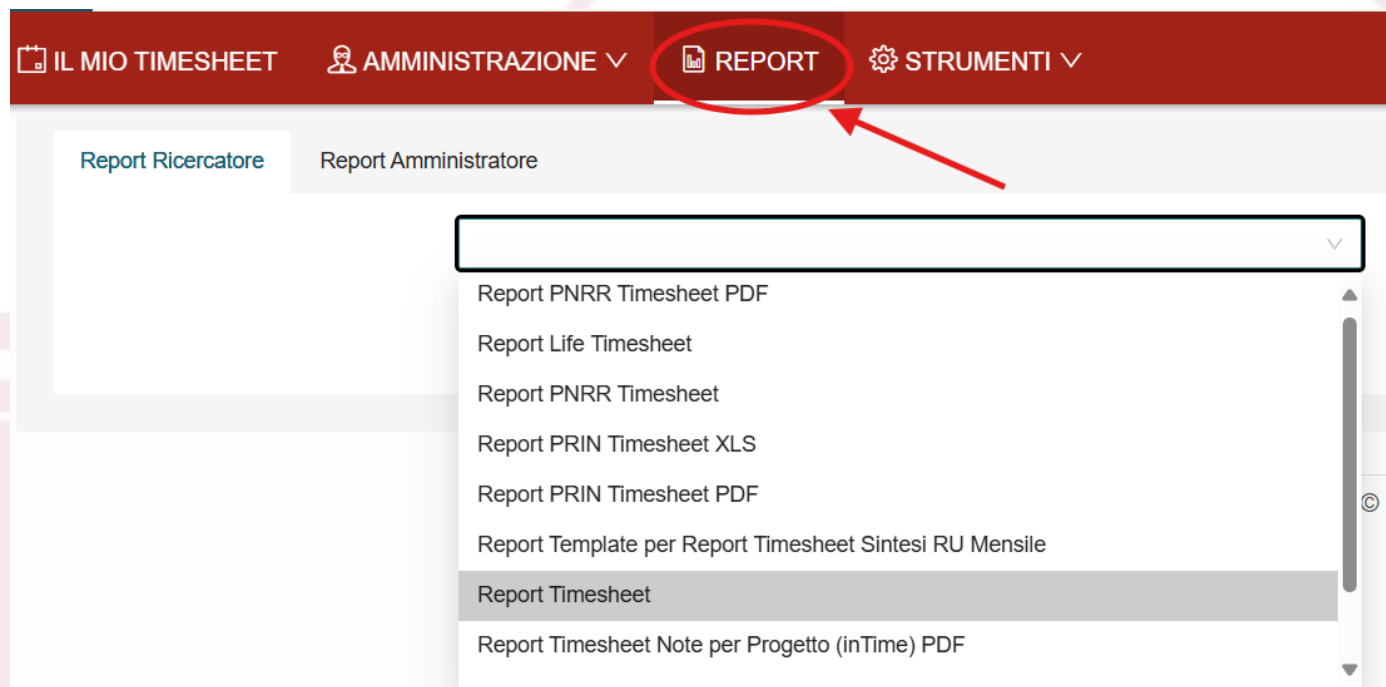 IL MIO TIMESHEET AMMINISTRAZIONE REPORT STRUMENTI
Report Ricercatore Report Amministratore
Report PNRR Timesheet PDF
Report Life Timesheet
Report PNRR Timesheet
Report PRIN Timesheet XLS
Report PRIN Timesheet PDF
©
Report Template per Report Timesheet Sintesi RU Mensile
Report Timesheet
Report Timesheet Note per Progetto (inTime) PDF